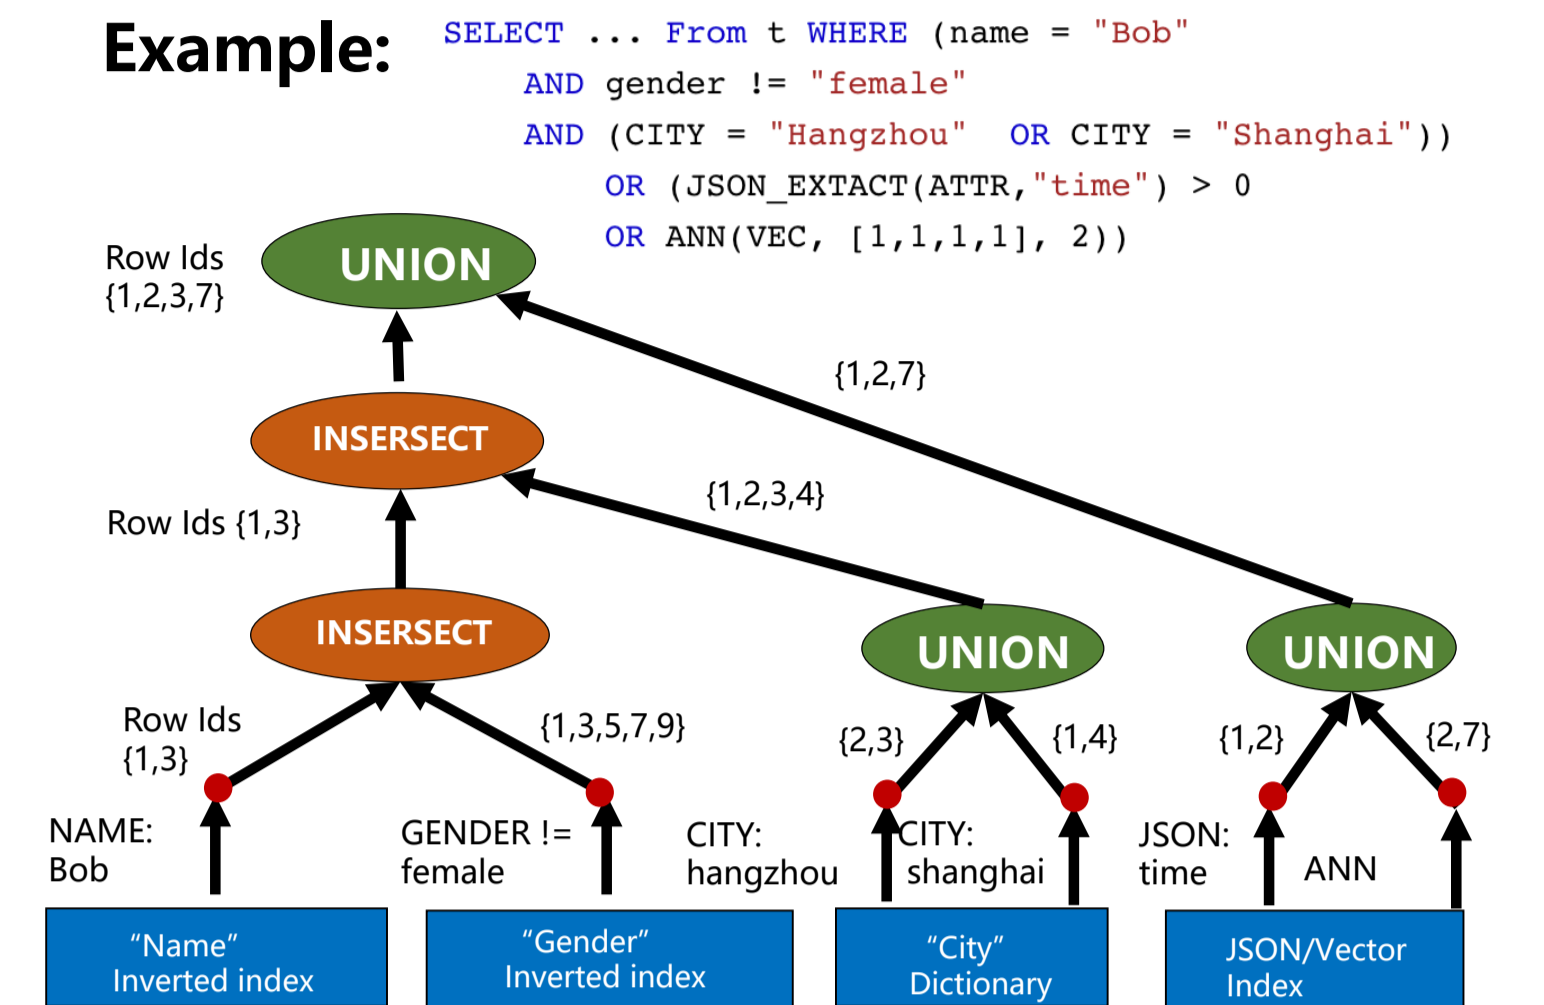 Example:
SELECT ... From t WHERE (name = "Bob"
AND gender != "female"
AND (CITY = "Hangzhou" OR CITY = "Shanghai"))
OR (JSON_EXTACT(ATTR,"time") > 0
OR ANN(VEC, [1,1,1,1], 2))
Row Ids
{1,2,3,7}
UNION
{1,2,7}
INSERSECT
{1,2,3,4}
Row Ids {1,3}
INSERSECT
UNION
UNION
Row Ids
{1,3}
{1,3,5,7,9}
{2,3}
{1,4}
{1,2}
{2,7}
NAME:
Bob
GENDER !=
female
CITY:
hangzhou
CITY:
shanghai
JSON:
time
ANN
“Name”
Inverted index
“Gender”
Inverted index
“City”
Dictionary
JSON/Vector
Index